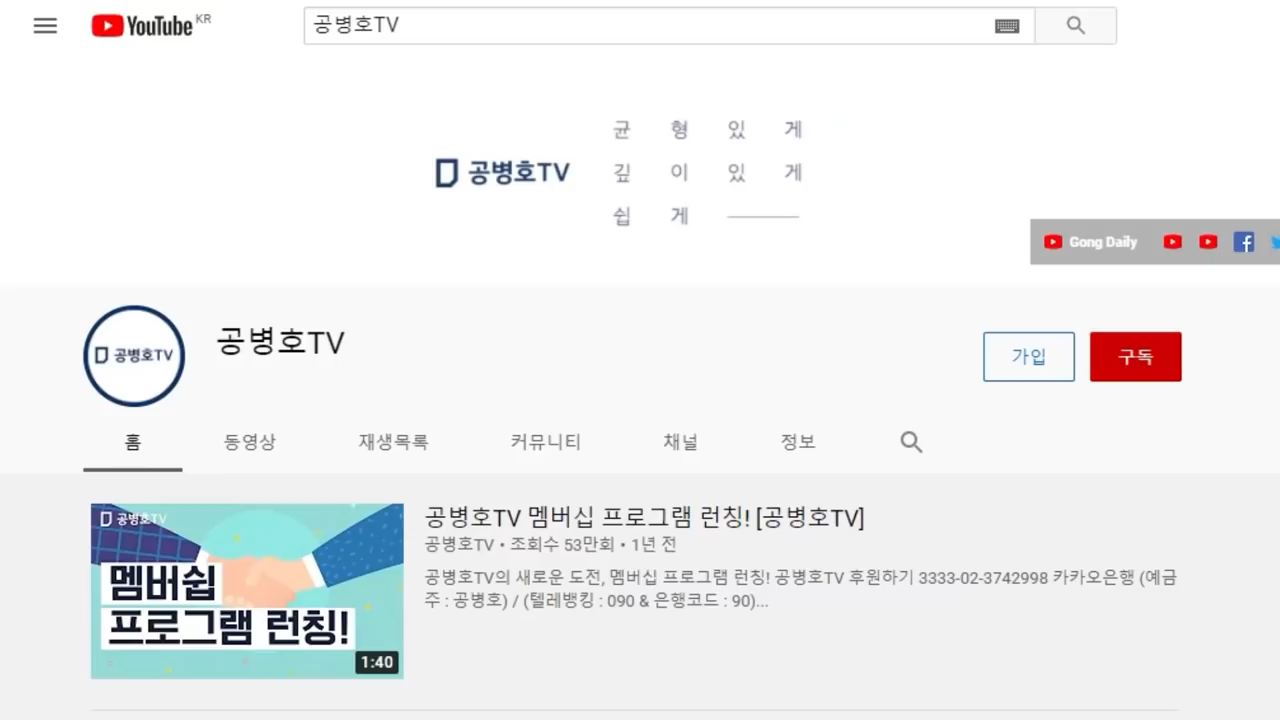 YouTube KR
공병호TV
공병호TV
균 형 있 게
깊 이 있 게
쉽 게
Gong Daily
공병호TV
공병호TV
가입
구독
홈 동영상 재생목록 커뮤니티 채널 정보
공병호TV
멤버쉽
프로그램 런칭!
1:40
공병호TV 멤버십 프로그램 런칭! [공병호TV]
공병호TV • 조회수 53만회 • 1년 전
공병호TV의 새로운 도전, 멤버십 프로그램 런칭! 공병호TV 후원하기 3333-02-3742998 카카오은행 (예금
주 : 공병호) / (텔레뱅킹 : 090 & 은행코드 : 90)...